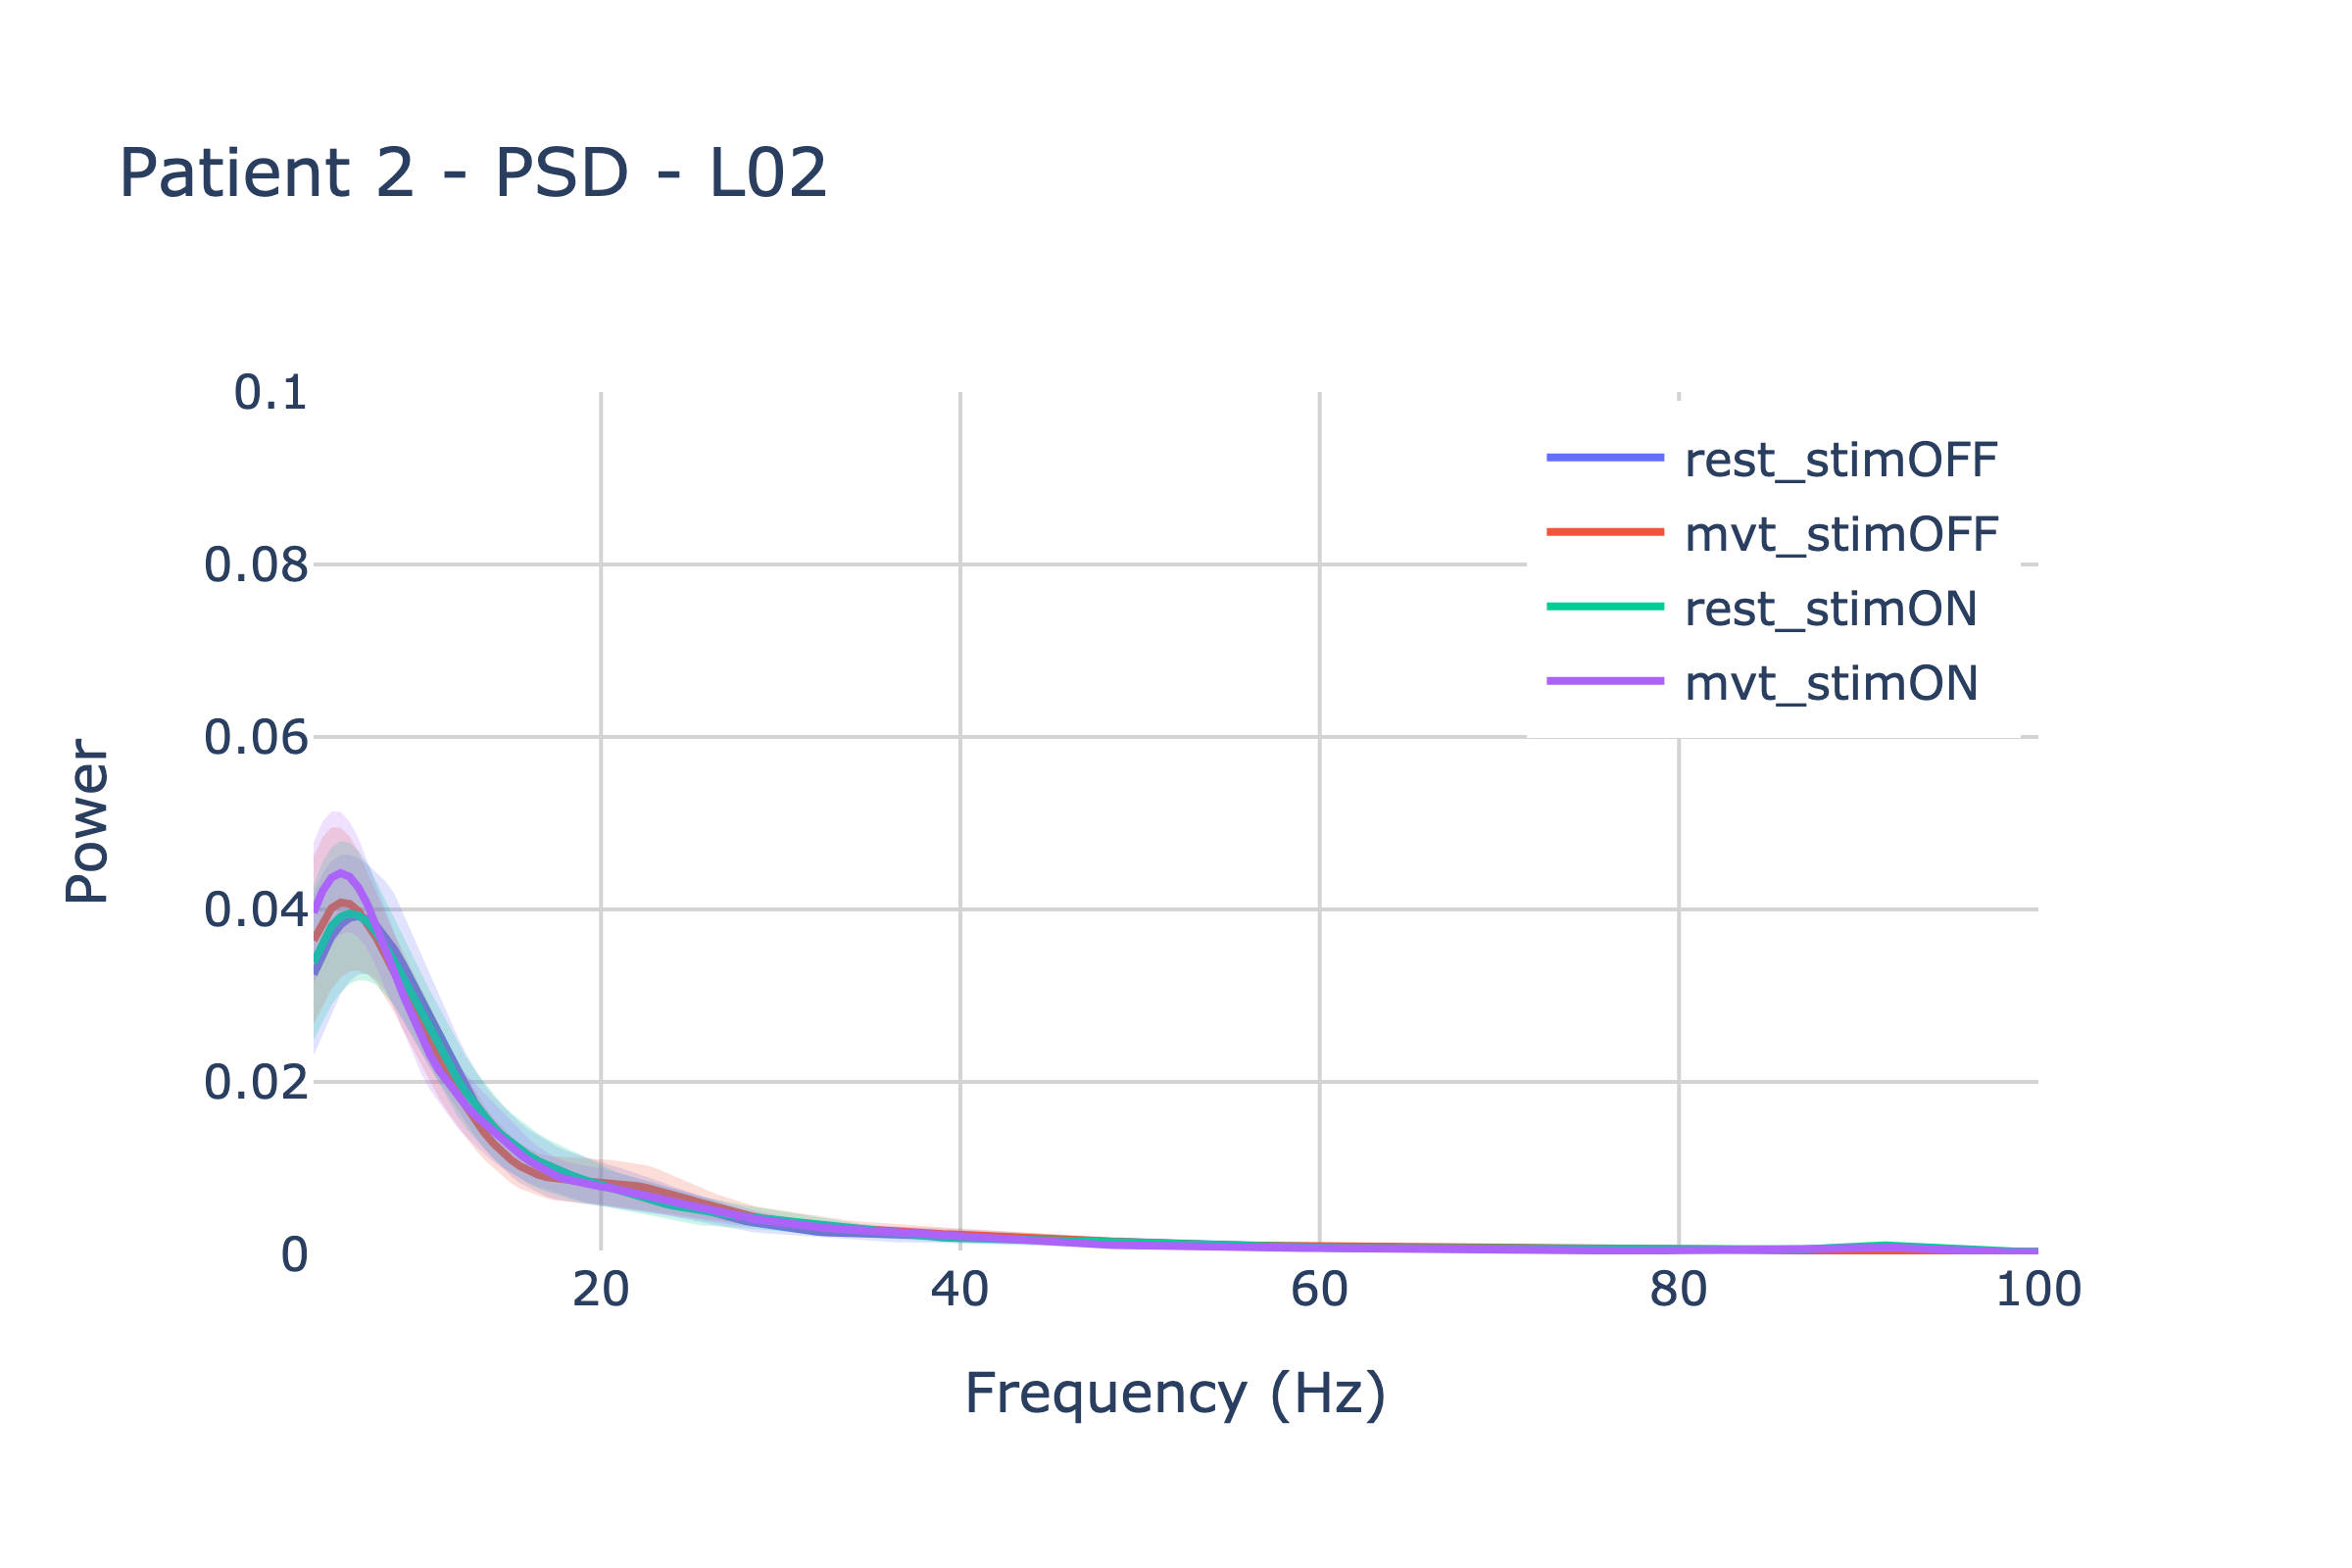 Patient 2 - PSD - L02
0.1
0.08
0.06
0.04
0.02
0
Power
rest_stimOFF
mvt_stimOFF
rest_stimON
mvt_stimON
20 40 60 80 100
Frequency (Hz)